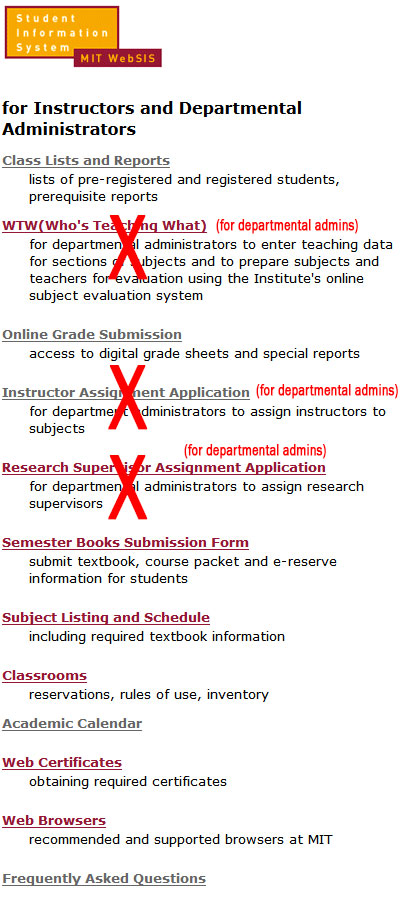 Student
Information
System
MIT WebSIS
for Instructors and Departmental
Administrators
Class Lists and Reports
lists of pre-registered and registered students,
prerequisite reports
WTW(Who's Teaching What) (for departmental admins)
for departmental administrators to enter teaching data
for sections of subjects and to prepare subjects and
teachers for evaluation using the Institute's online
subject evaluation system
Online Grade Submission
access to digital grade sheets and special reports
Instructor Assignment Application (for departmental admins)
for department administrators to assign instructors to
subjects
(for departmental admins)
Research Supervisor Assignment Application
for departmental administrators to assign research
supervisors
Semester Books Submission Form
submit textbook, course packet and e-reserve
information for students
Subject Listing and Schedule
including required textbook information
Classrooms
reservations, rules of use, inventory
Academic Calendar
Web Certificates
obtaining required certificates
Web Browsers
recommended and supported browsers at MIT
Frequently Asked Questions